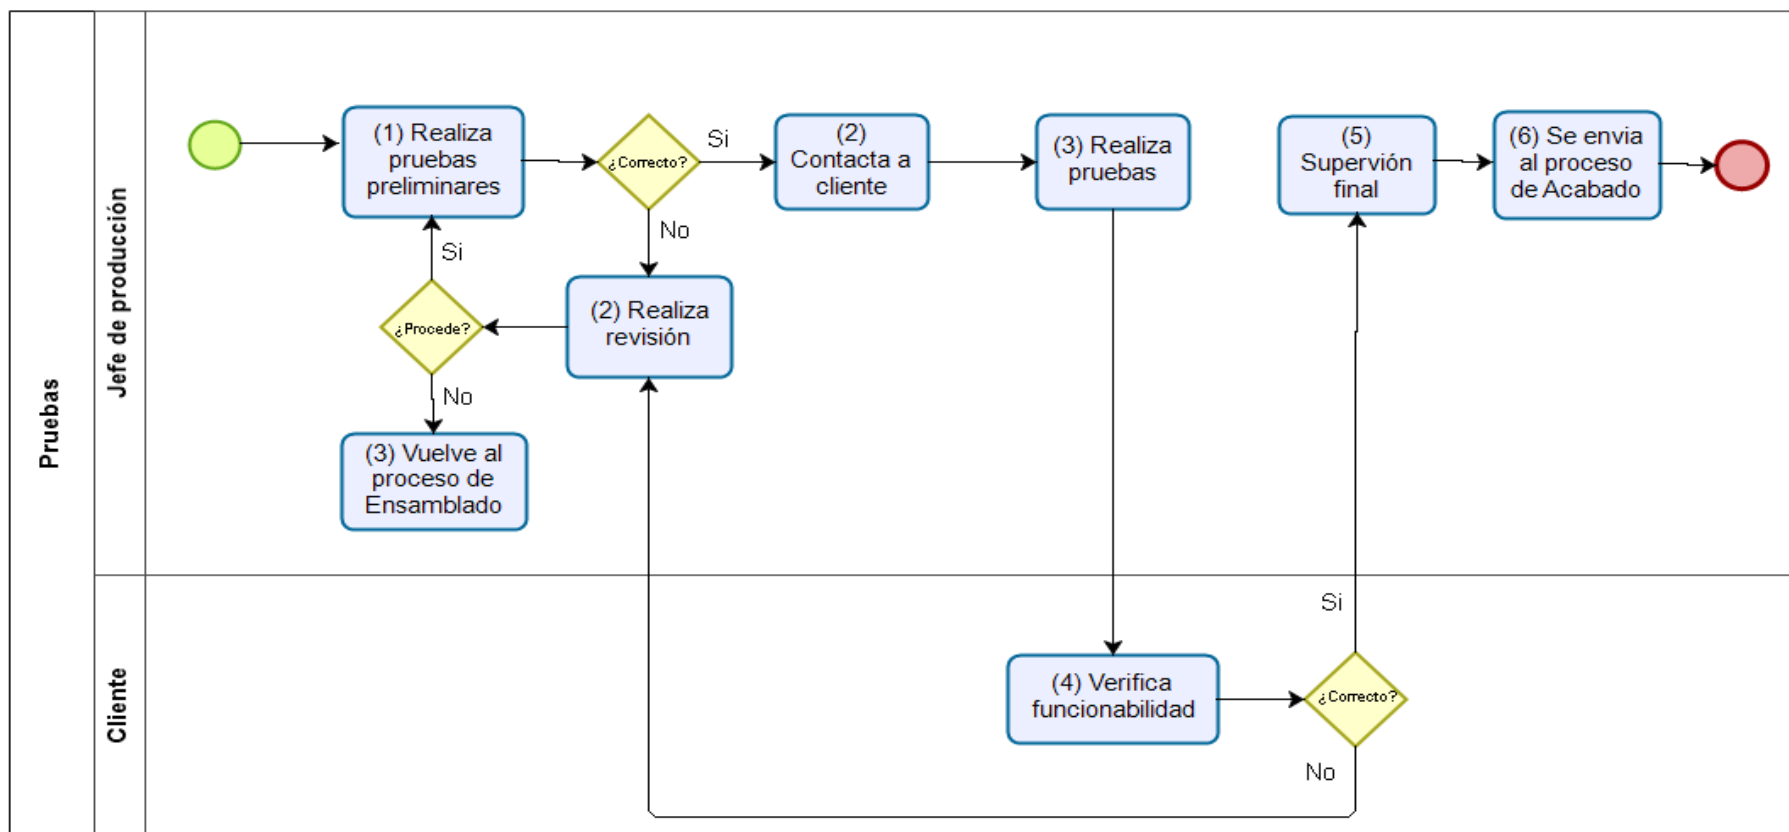 Pruebas
Jefe de producción
(1) Realiza
pruebas
preliminares
¿Correcto?
Si
(2)
Contacta a
cliente
(3) Realiza
pruebas
(5)
Supervión
final
(6) Se envia
al proceso
de Acabado
No
Si
¿Procede?
(2) Realiza
revisión
No
(3) Vuelve al
proceso de
Ensamblado
Cliente
Si
(4) Verifica
funcionabilidad
¿Correcto?
No